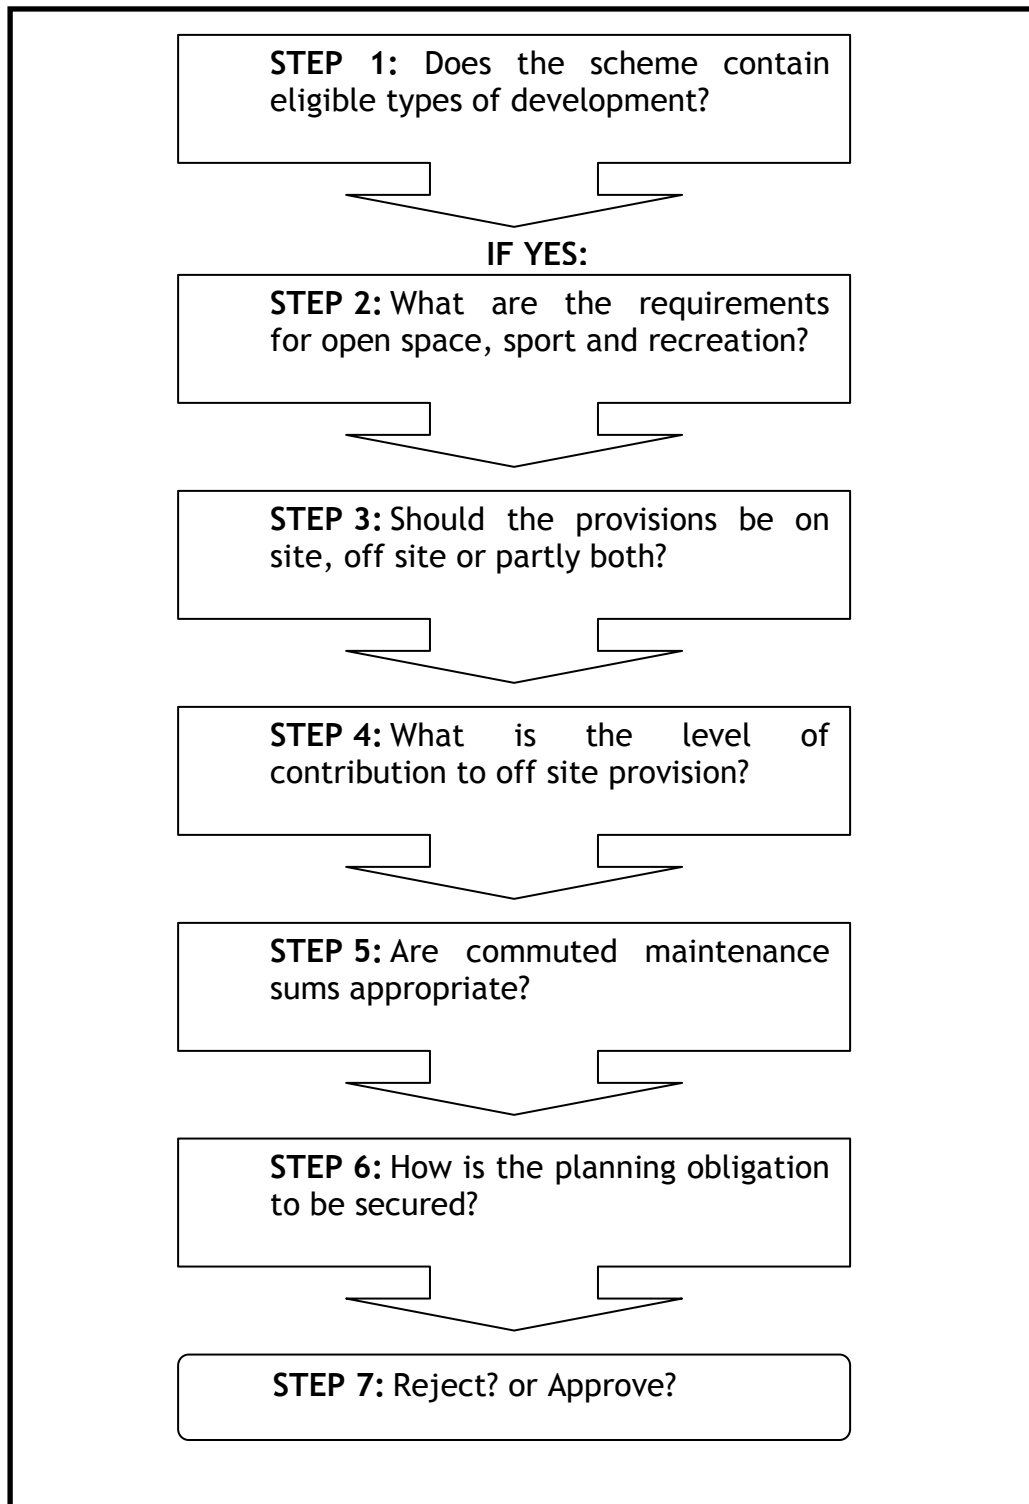 STEP 1: Does the scheme contain
eligible types of development?
IF YES:
STEP 2: What are the requirements
for open space, sport and recreation?
STEP 3: Should the provisions be on
site, off site or partly both?
STEP 4: What is the level of
contribution to off site provision?
STEP 5: Are commuted maintenance
sums appropriate?
STEP 6: How is the planning obligation
to be secured?
STEP 7: Reject? or Approve?